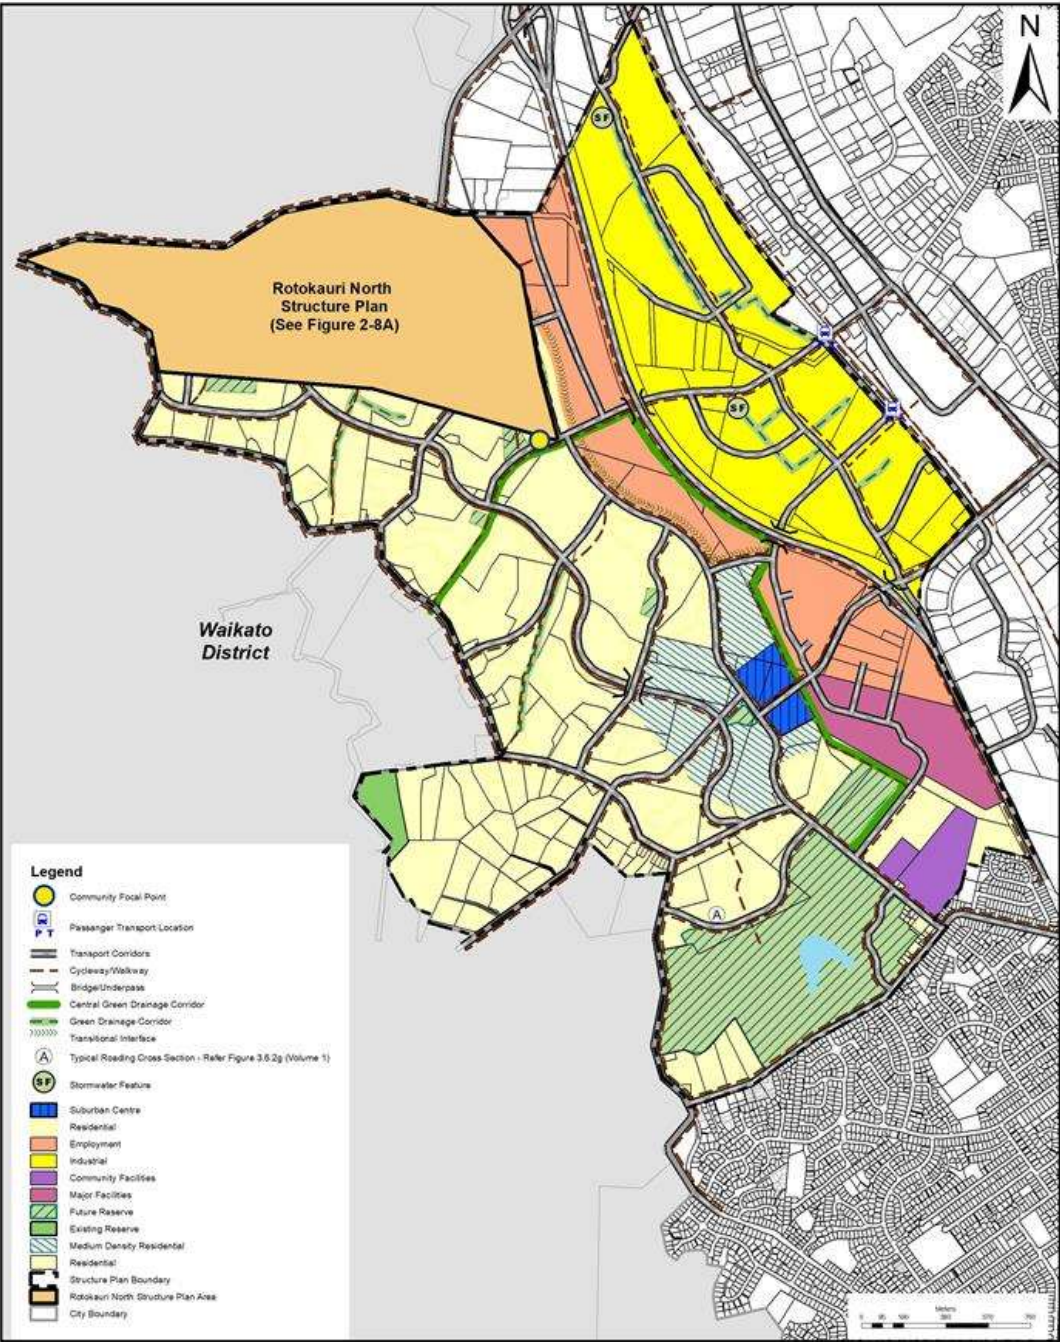 N
SF
Rotokauri North
Structure Plan
(See Figure 2-8A)
P T
SF
Waikato
District
A
Legend
Community Focal Point
P T
Passenger Transport Location
Transport Corridors
Cycleway/Walkway
Bridge/Underpass
Central Green Drainage Corridor
Green Drainage Corridor
Transitional Interface
A
Typical Roading Cross Section - Refer Figure 3.6.2g (Volume 1)
SF
Stormwater Feature
Suburban Centre
Residential
Employment
Industrial
Community Facilities
Major Facilities
Future Reserve
Existing Reserve
Medium Density Residential
Residential
Structure Plan Boundary
Rotokauri North Structure Plan Area
City Boundary
Meters